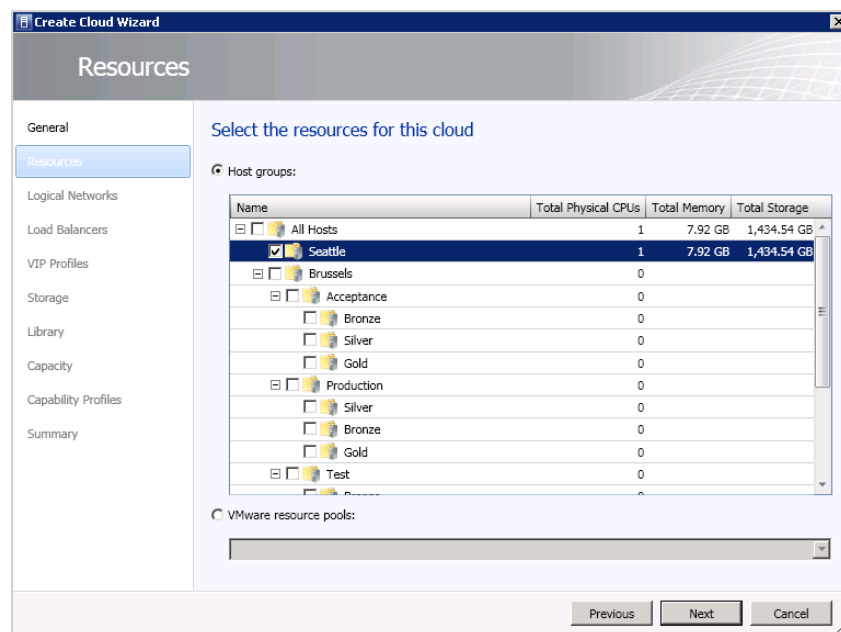 Create Cloud Wizard
Resources
General
Resources
Logical Networks
Load Balancers
VIP Profiles
Storage
Library
Capacity
Capability Profiles
Summary
Select the resources for this cloud
Host groups:
Name Total Physical CPUs Total Memory Total Storage
All Hosts 1 7.92 GB 1,434.54 GB
Seattle 1 7.92 GB 1,434.54 GB
Brussels 0
Acceptance 0
Bronze 0
Silver 0
Gold 0
Production 0
Silver 0
Bronze 0
Gold 0
Test 0
VMware resource pools:
Previous Next Cancel